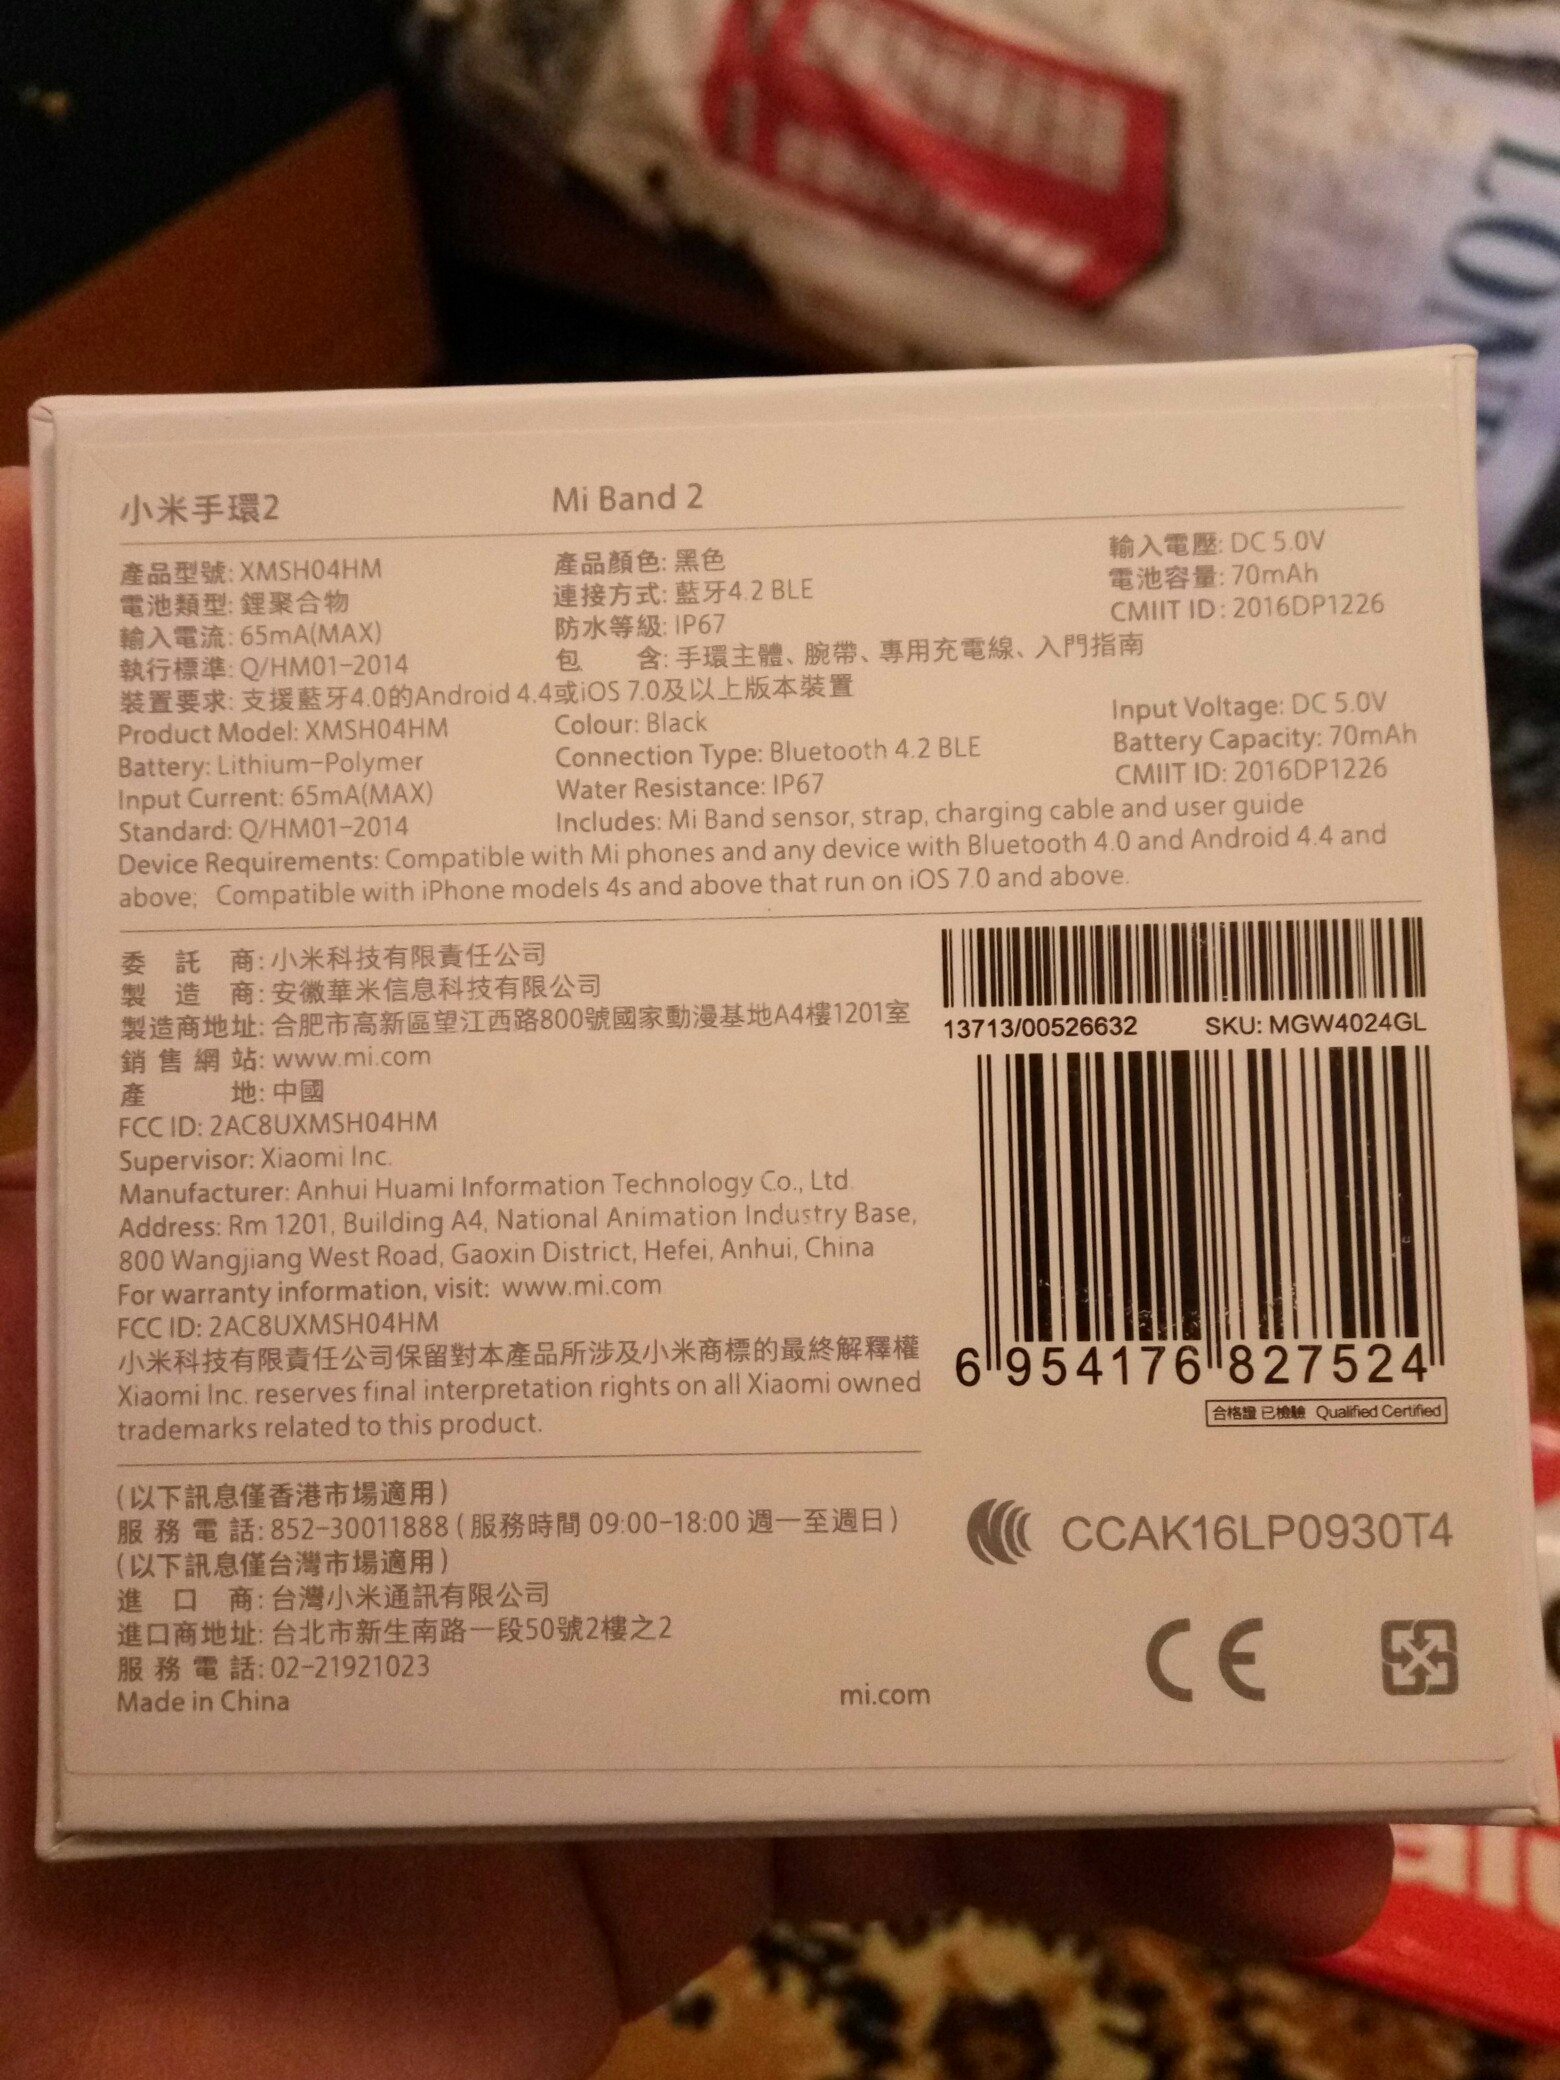 小米手環2 Mi Band 2
產品型號: XMSH04HM 產品顏色: 黑色 輸入電壓: DC 5.0V
電池類型: 鋰聚合物 連接方式: 藍牙4.2 BLE 電池容量: 70mAh
輸入電流: 65mA(MAX) 防水等級: IP67 CMIIT ID: 2016DP1226
執行標準: Q/HM01-2014 包 含: 手環主體、腕帶、專用充電線、入門指南
裝置要求: 支援藍牙4.0的Android 4.4或iOS 7.0及以上版本裝置
Product Model: XMSH04HM Colour: Black Input Voltage: DC 5.0V
Battery: Lithium-Polymer Connection Type: Bluetooth 4.2 BLE Battery Capacity: 70mAh
Input Current: 65mA(MAX) Water Resistance: IP67 CMIIT ID: 2016DP1226
Standard: Q/HM01-2014 Includes: Mi Band sensor, strap, charging cable and user guide
Device Requirements: Compatible with Mi phones and any device with Bluetooth 4.0 and Android 4.4 and
above; Compatible with iPhone models 4s and above that run on iOS 7.0 and above.
委 託 商: 小米科技有限責任公司
製 造 商: 安徽華米信息科技有限公司
製造商地址: 合肥市高新區望江西路800號國家動漫基地A4樓1201室
銷 售 網 站: www.mi.com
產 地: 中國
FCC ID: 2AC8UXMSH04HM
Supervisor: Xiaomi Inc.
Manufacturer: Anhui Huami Information Technology Co., Ltd.
Address: Rm 1201, Building A4, National Animation Industry Base,
800 Wangjiang West Road, Gaoxin District, Hefei, Anhui, China
For warranty information, visit: www.mi.com
FCC ID: 2AC8UXMSH04HM
小米科技有限責任公司保留對本產品所涉及小米商標的最終解釋權
Xiaomi Inc. reserves final interpretation rights on all Xiaomi owned
trademarks related to this product.
13713/00526632 SKU: MGW4024GL
6 954176 827524
合格證 已檢驗 Qualified Certified
(以下訊息僅香港市場適用)
服 務 電 話: 852-30011888 ( 服務時間 09:00-18:00 週一至週日)
(以下訊息僅台灣市場適用)
進 口 商: 台灣小米通訊有限公司
進口商地址: 台北市新生南路一段50號2樓之2
服 務 電 話: 02-21921023
Made in China mi.com
CCAK16LP0930T4
CE